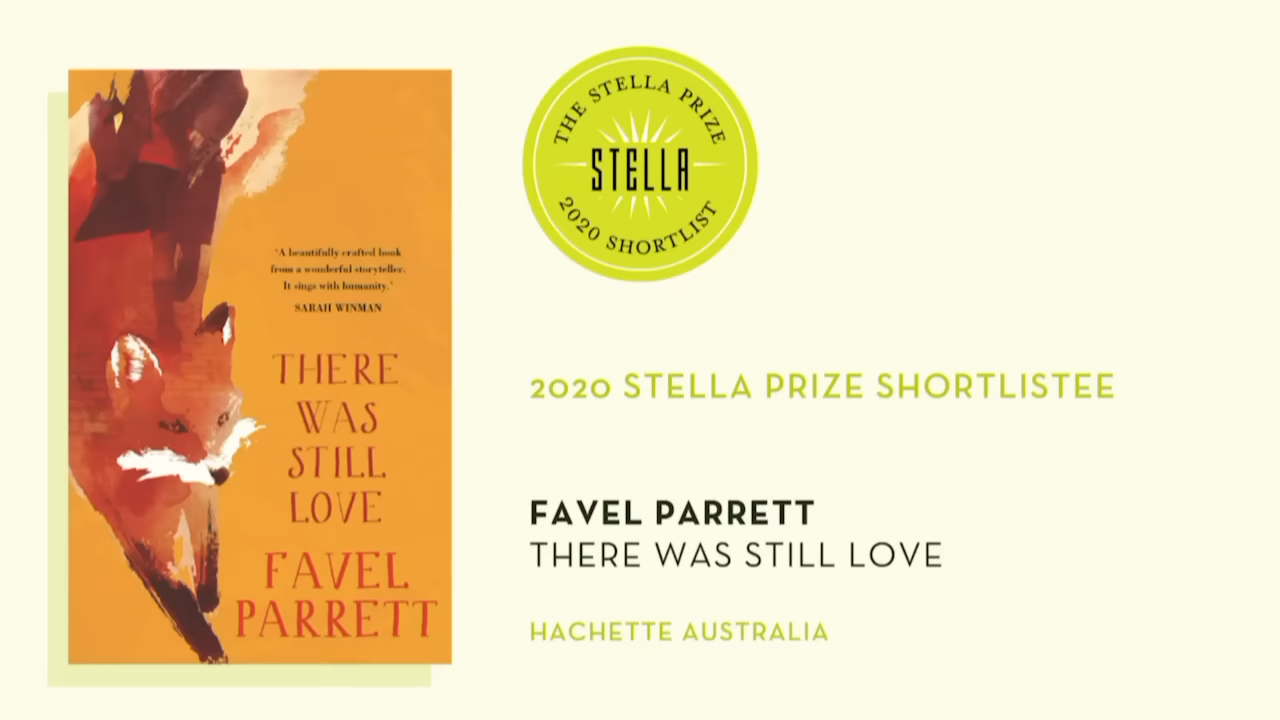 'A beautifully crafted book
from a wonderful storyteller.
It sings with humanity.'
SARAH WINMAN
THERE
WAS
STILL
LOVE
FAVEL
PARRETT
THE STELLA PRIZE
STELLA
2020 SHORTLIST
2020 STELLA PRIZE SHORTLISTEE
FAVEL PARRETT
THERE WAS STILL LOVE
HACHETTE AUSTRALIA